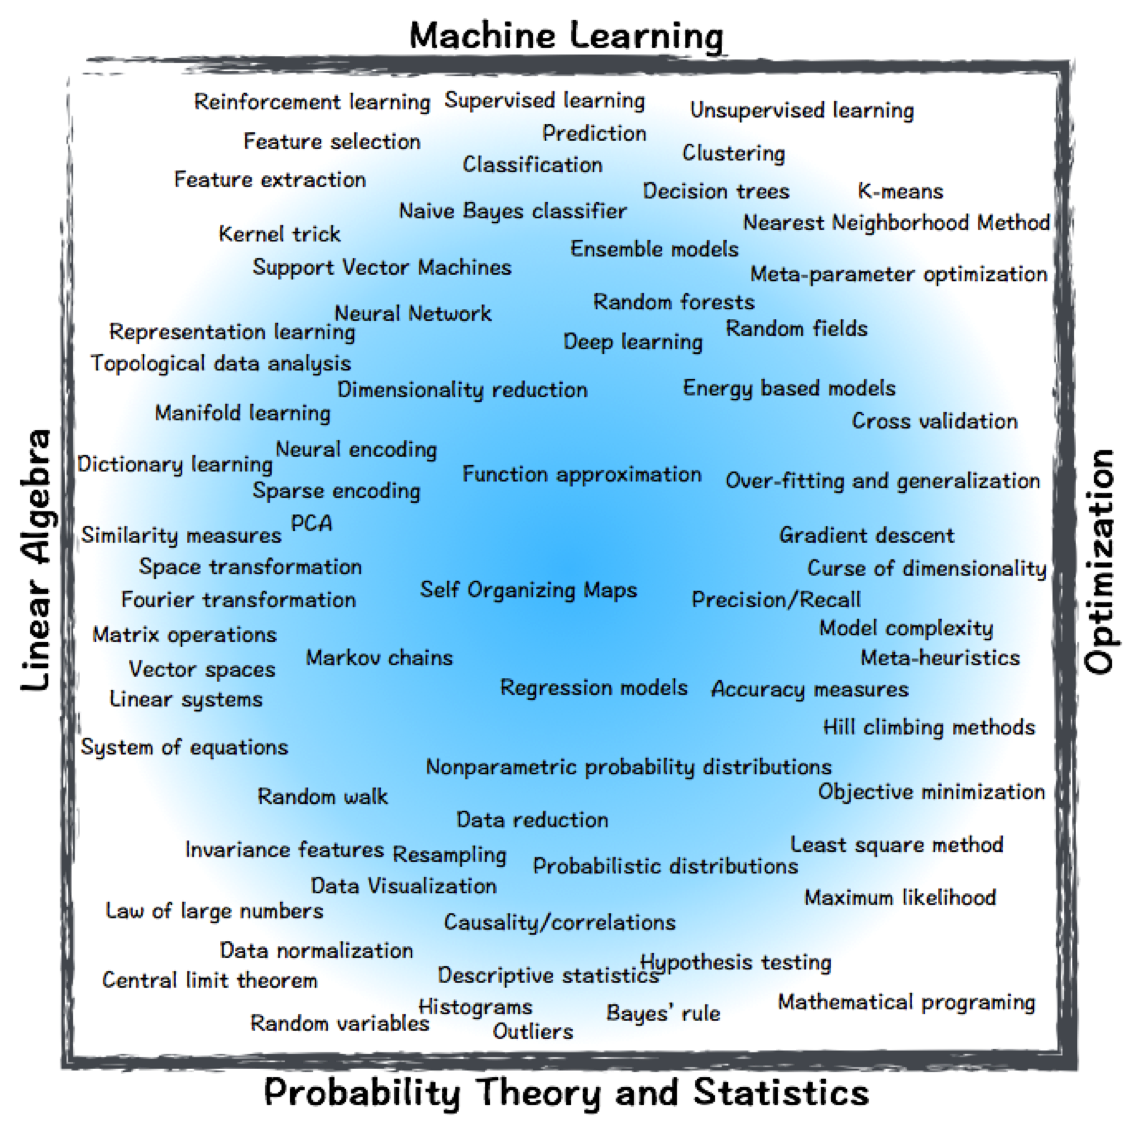 Machine Learning
Reinforcement learning
Supervised learning
Unsupervised learning
Prediction
Feature selection
Clustering
Classification
Feature extraction
Decision trees
K-means
Naive Bayes classifier
Nearest Neighborhood Method
Kernel trick
Ensemble models
Support Vector Machines
Meta-parameter optimization
Random forests
Neural Network
Random fields
Representation learning
Deep learning
Topological data analysis
Dimensionality reduction
Energy based models
Manifold learning
Cross validation
Neural encoding
Dictionary learning
Function approximation
Over-fitting and generalization
Sparse encoding
PCA
Similarity measures
Gradient descent
Space transformation
Curse of dimensionality
Self Organizing Maps
Fourier transformation
Precision/Recall
Matrix operations
Model complexity
Markov chains
Meta-heuristics
Vector spaces
Regression models
Accuracy measures
Linear systems
Hill climbing methods
System of equations
Nonparametric probability distributions
Objective minimization
Random walk
Data reduction
Least square method
Invariance features
Resampling
Probabilistic distributions
Data Visualization
Maximum likelihood
Law of large numbers
Causality/correlations
Data normalization
Hypothesis testing
Descriptive statistics
Central limit theorem
Mathematical programing
Histograms
Bayes' rule
Random variables
Outliers
Linear Algebra
Optimization
Probability Theory and Statistics